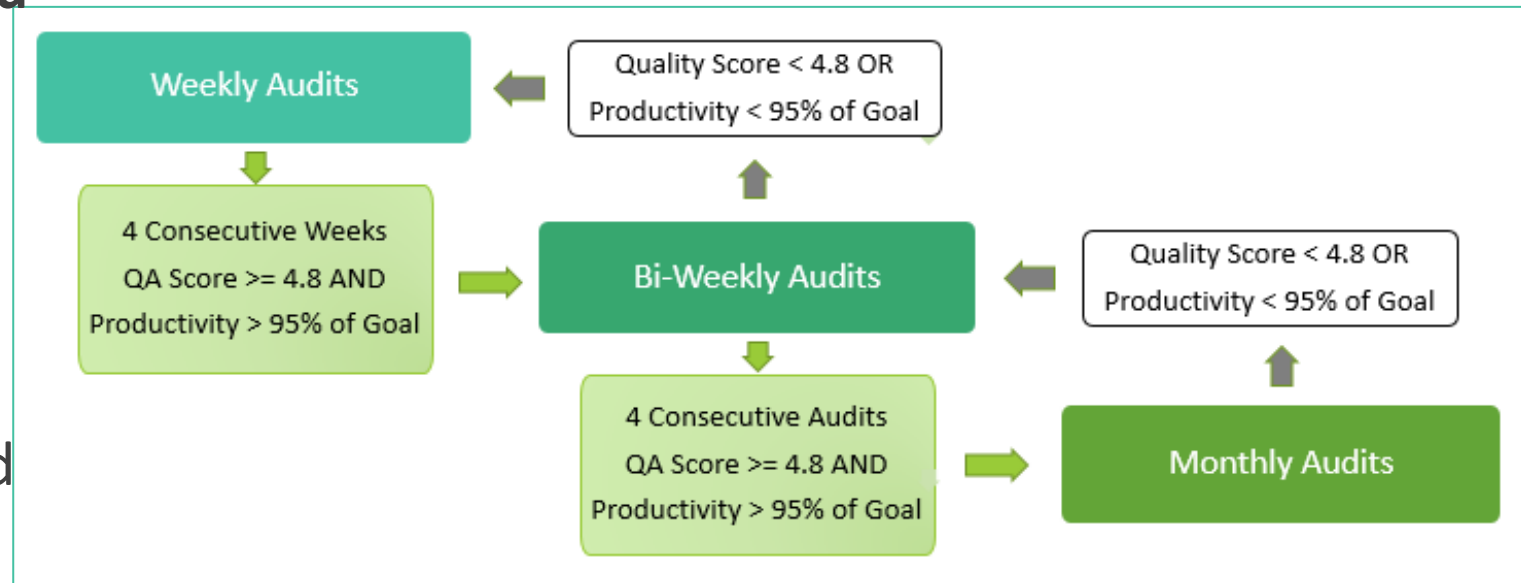 Weekly Audits
Quality Score < 4.8 OR
Productivity < 95% of Goal
4 Consecutive Weeks
QA Score >= 4.8 AND
Productivity > 95% of Goal
Bi-Weekly Audits
Quality Score < 4.8 OR
Productivity < 95% of Goal
4 Consecutive Audits
QA Score >= 4.8 AND
Productivity > 95% of Goal
Monthly Audits
d